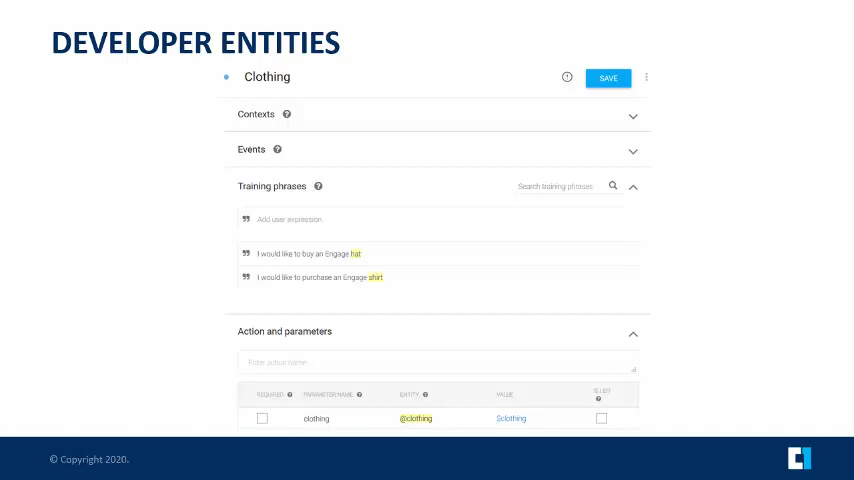 DEVELOPER ENTITIES
Clothing
SAVE
Contexts
Events
Training phrases
Search training phrases
Add user expression
I would like to buy an Engage hat
I would like to purchase an Engage shirt
Action and parameters
Enter action name
REQUIRED PARAMETER NAME ENTITY VALUE IS LIST
clothing @clothing $clothing
© Copyright 2020.